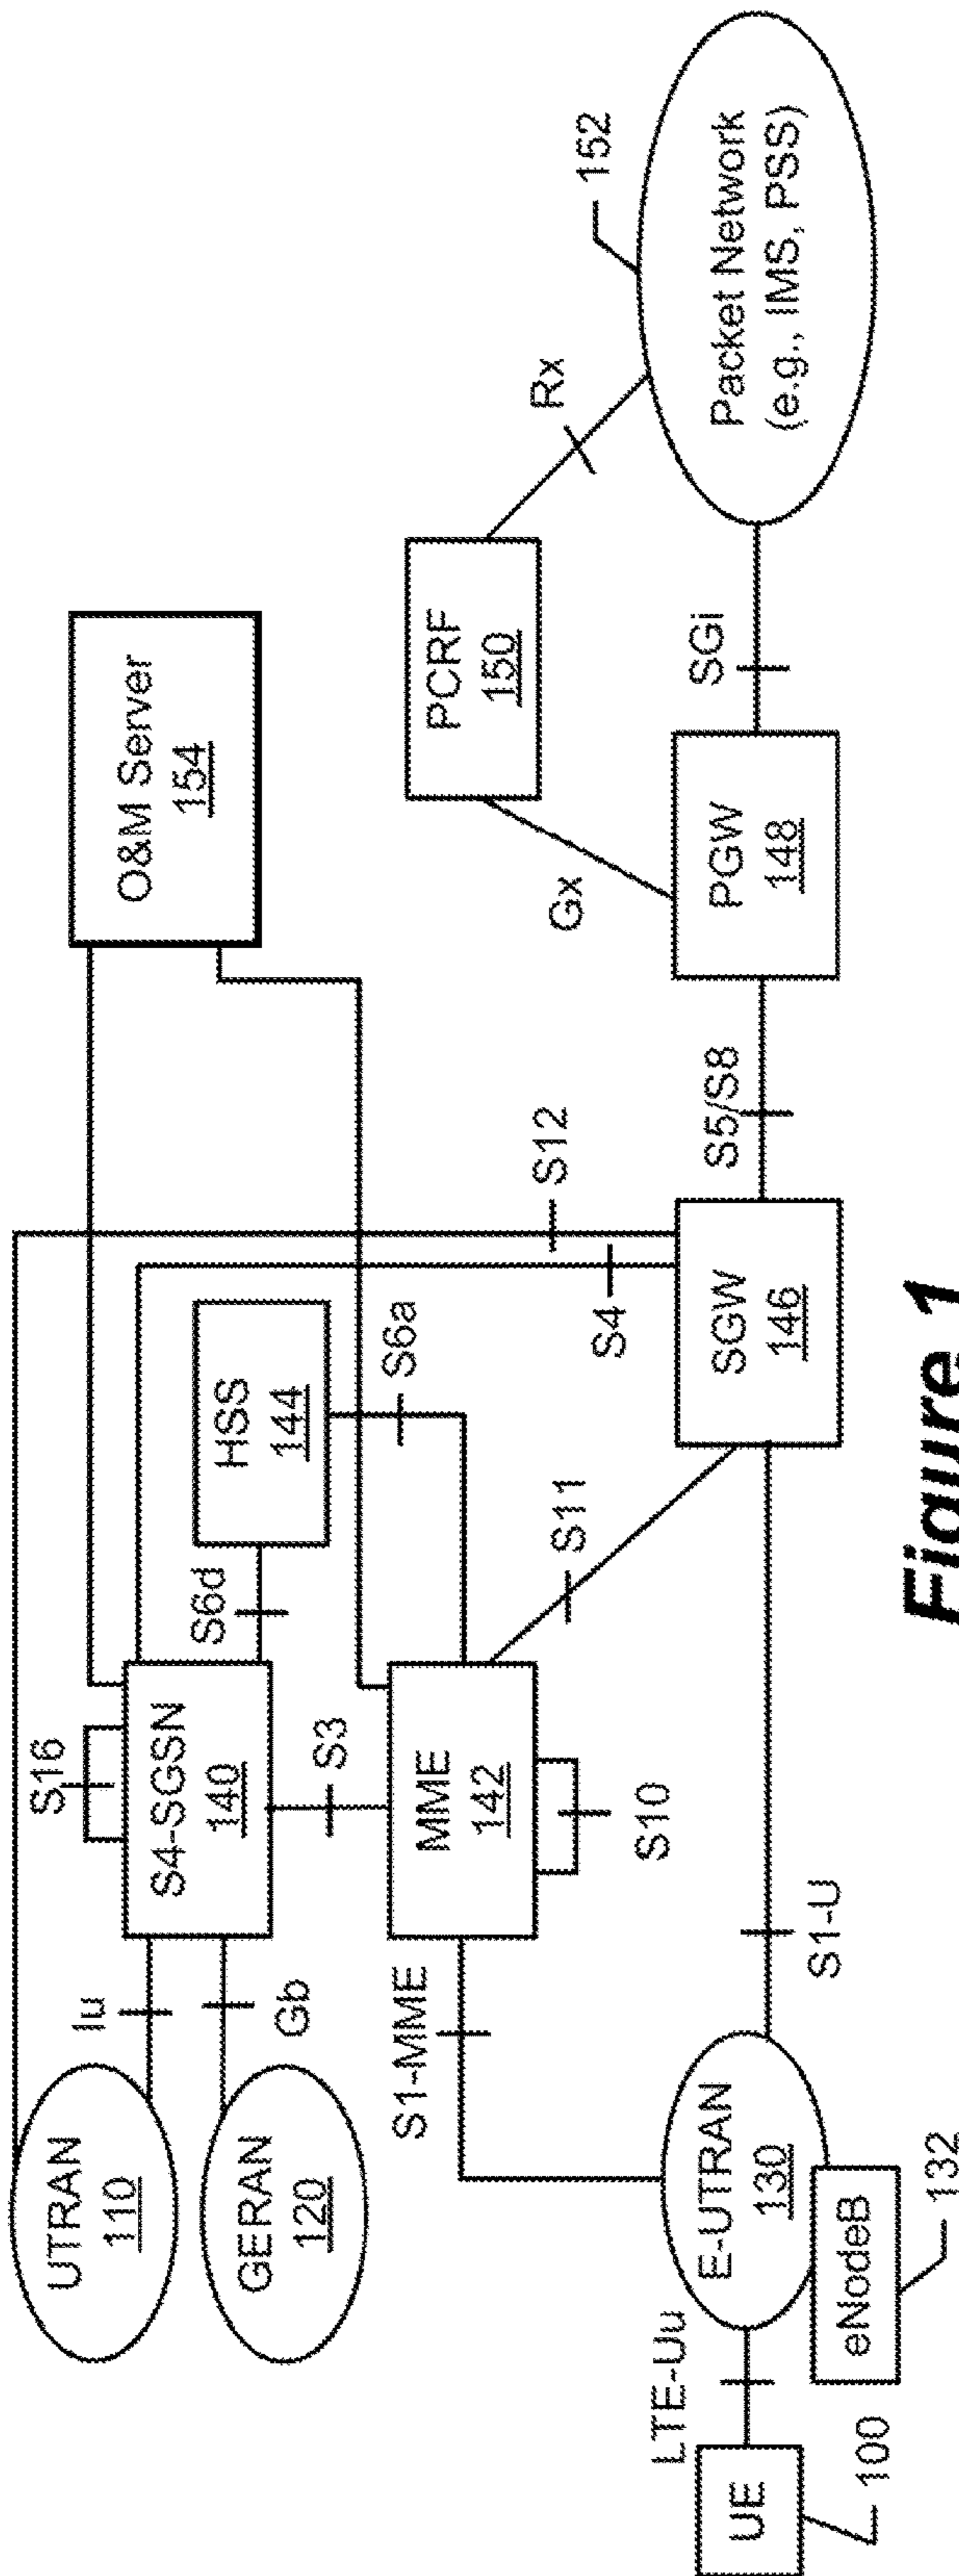 UTRAN
110
GERAN
120
Iu
Gb
S16
S4-SGSN
140
S6d
HSS
144
O&M Server
154
S3
S6a
S12
S4
S1-MME
MME
142
S10
S11
PCRF
150
Gx
Rx
152
UE
100
LTE-Uu
E-UTRAN
130
eNodeB
132
S1-U
SGW
146
S5/S8
PGW
148
SGi
Packet Network
(e.g., IMS, PSS)
Figure 1